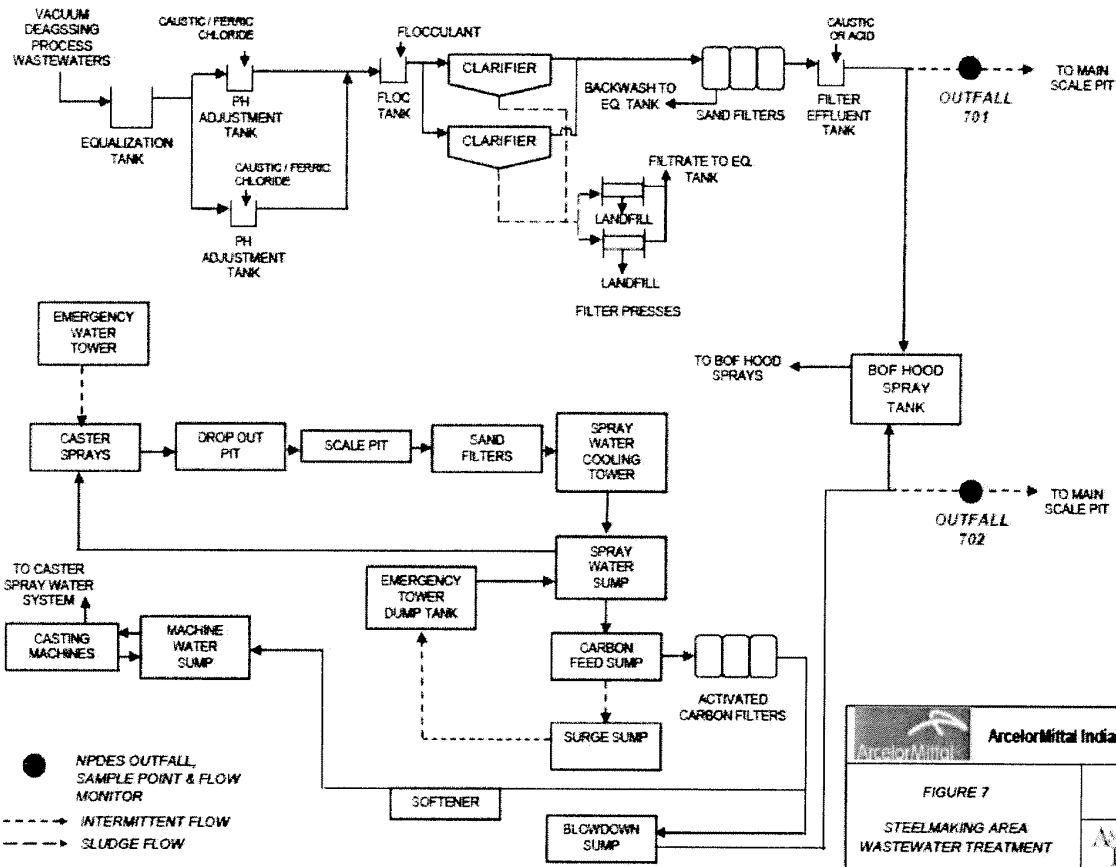 VACUUM
DEAGSSING
PROCESS
WASTEWATERS
CAUSTIC / FERRIC
CHLORIDE
PH
ADJUSTMENT
TANK
EQUALIZATION
TANK
CAUSTIC / FERRIC
CHLORIDE
PH
ADJUSTMENT
TANK
FLOCCULANT
FLOC
TANK
CLARIFIER
CLARIFIER
BACKWASH TO
EQ. TANK
SAND FILTERS
CAUSTIC
OR ACID
FILTER
EFFLUENT
TANK
OUTFALL
701
TO MAIN
SCALE PIT
FILTRATE TO EQ.
TANK
LANDFILL
LANDFILL
FILTER PRESSES
EMERGENCY
WATER
TOWER
TO BOF HOOD
SPRAYS
BOF HOOD
SPRAY
TANK
CASTER
SPRAYS
DROP OUT
PIT
SCALE PIT
SAND
FILTERS
SPRAY
WATER
COOLING
TOWER
OUTFALL
702
TO MAIN
SCALE PIT
SPRAY
WATER
SUMP
EMERGENCY
TOWER
DUMP TANK
TO CASTER
SPRAY WATER
SYSTEM
CASTING
MACHINES
MACHINE
WATER
SUMP
CARBON
FEED SUMP
ACTIVATED
CARBON FILTERS
SURGE SUMP
SOFTENER
BLOWDOWN
SUMP
NPDES OUTFALL,
SAMPLE POINT & FLOW
MONITOR
INTERMITTENT FLOW
SLUDGE FLOW
ArcelorMittal
ArcelorMittal India
FIGURE 7
STEELMAKING AREA
WASTEWATER TREATMENT